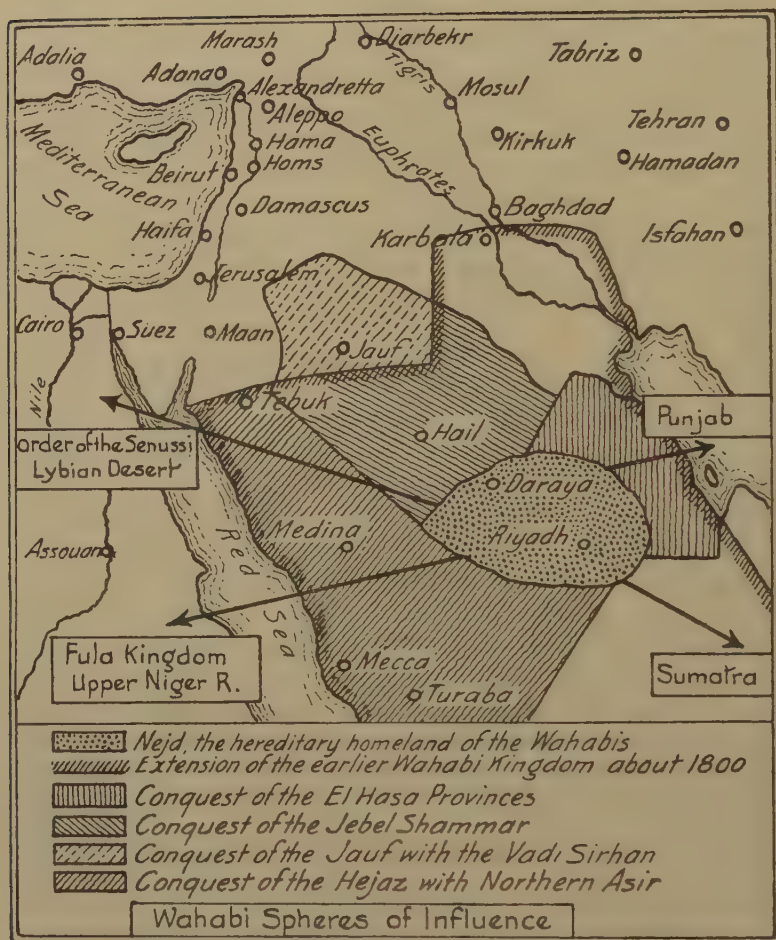 Marash
Diarbekr
Tabriz
Adalia
Adana
Tigris
Alexandretta
Mosul
Aleppo
Tehran
Kirkuk
Hama
Hamadan
Mediterranean
Sea
Euphrates
Homs
Beirut
Damascus
Baghdad
Haifa
Karbala
Isfahan
Jerusalem
Cairo
Suez
Maan
Jauf
Nile
Tebuk
Punjab
Hail
Order of the Senussi
Lybian Desert
Daraya
Medina
Riyadh
Assouan
Red
Sea
Fula Kingdom
Upper Niger R.
Mecca
Sumatra
Turaba
Nejd, the hereditary homeland of the Wahabis
Extension of the earlier Wahabi Kingdom about 1800
Conquest of the El Hasa Provinces
Conquest of the Jebel Shammar
Conquest of the Jauf with the Vadi Sirhan
Conquest of the Hejaz with Northern Asir
Wahabi Spheres of Influence